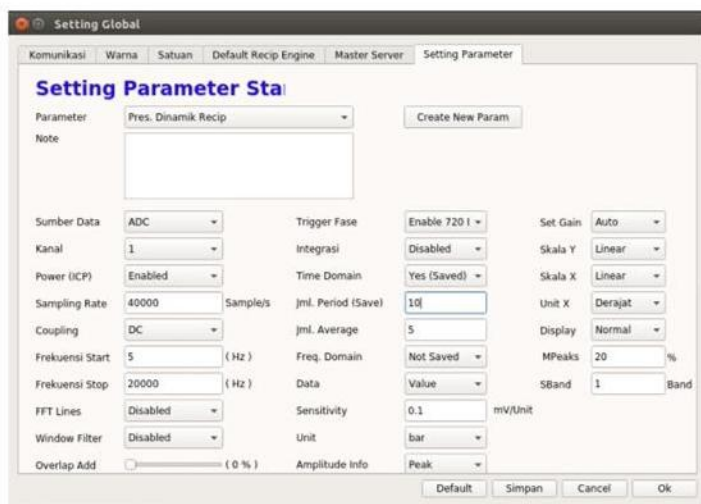 Setting Global
Komunikasi Warna Satuan Default Recip Engine Master Server Setting Parameter
Setting Parameter Sta
Parameter Pres. Dinamik Recip Create New Param
Note
Sumber Data ADC Trigger Fase Enable 720 Set Gain Auto
Kanal 1 Integrasi Disabled Skala Y Linear
Power (ICP) Enabled Time Domain Yes (Saved) Skala X Linear
Sampling Rate 40000 Sample/s Jml. Period (Save) 10 Unit X Derajat
Coupling DC Jml. Average 5 Display Normal
Frekuensi Start 5 ( Hz ) Freq. Domain Not Saved MPeaks 20 %
Frekuensi Stop 20000 ( Hz ) Data Value SBand 1 Band
FFT Lines Disabled Sensitivity 0.1 mV/Unit
Window Filter Disabled Unit bar
Overlap Add ( 0 % ) Amplitude Info Peak
Default Simpan Cancel Ok